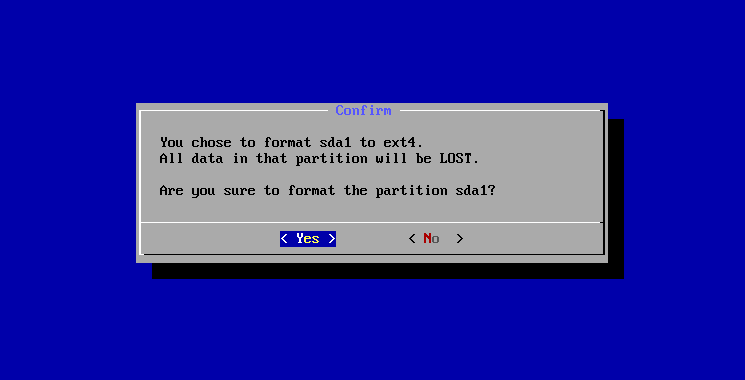 Confirm
You chose to format sda1 to ext4.
All data in that partition will be LOST.
Are you sure to format the partition sda1?
< Yes > < No >